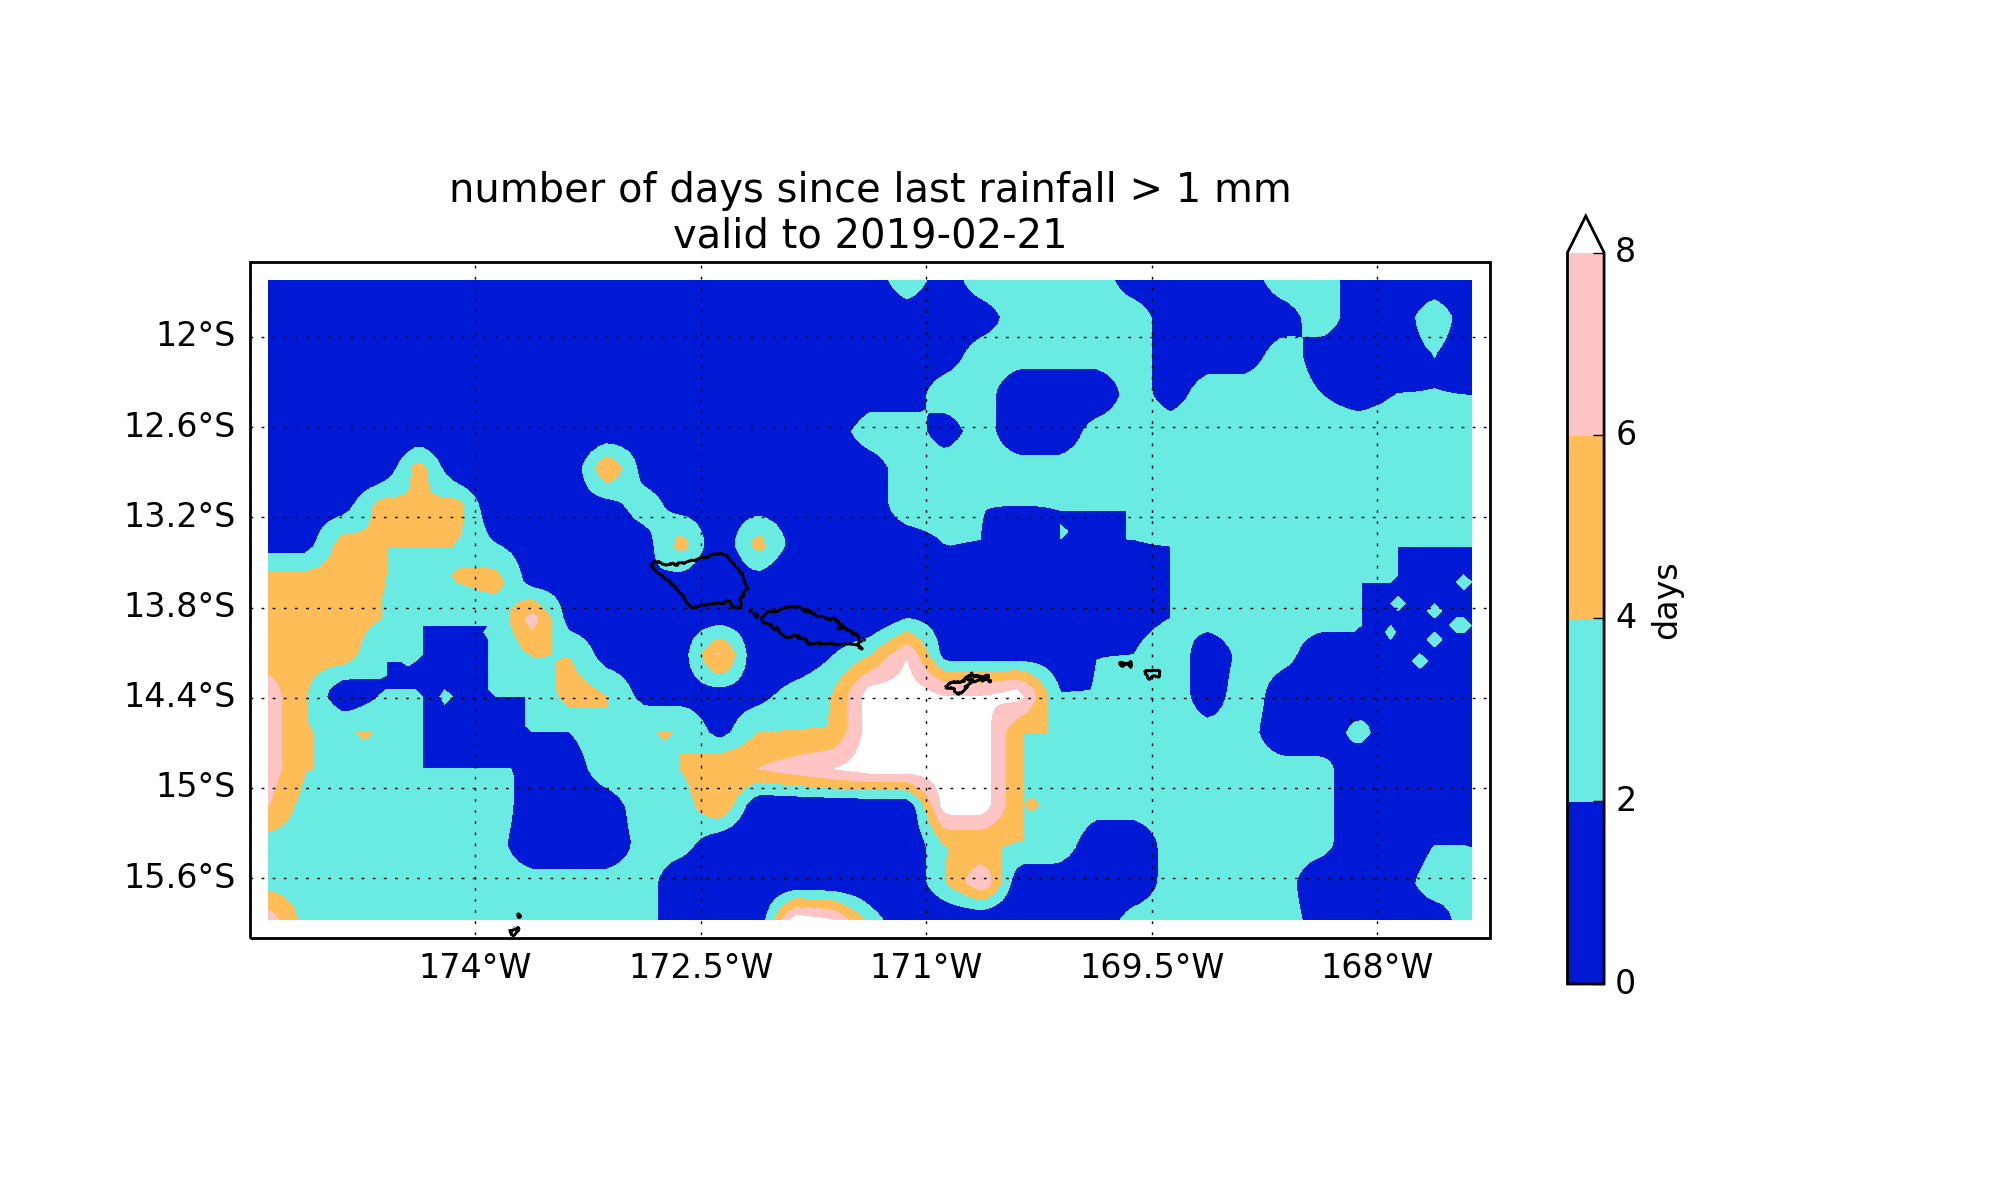 number of days since last rainfall > 1 mm
valid to 2019-02-21
12°S
12.6°S
13.2°S
13.8°S
14.4°S
15°S
15.6°S
174°W
172.5°W
171°W
169.5°W
168°W
8
6
4
2
0
days